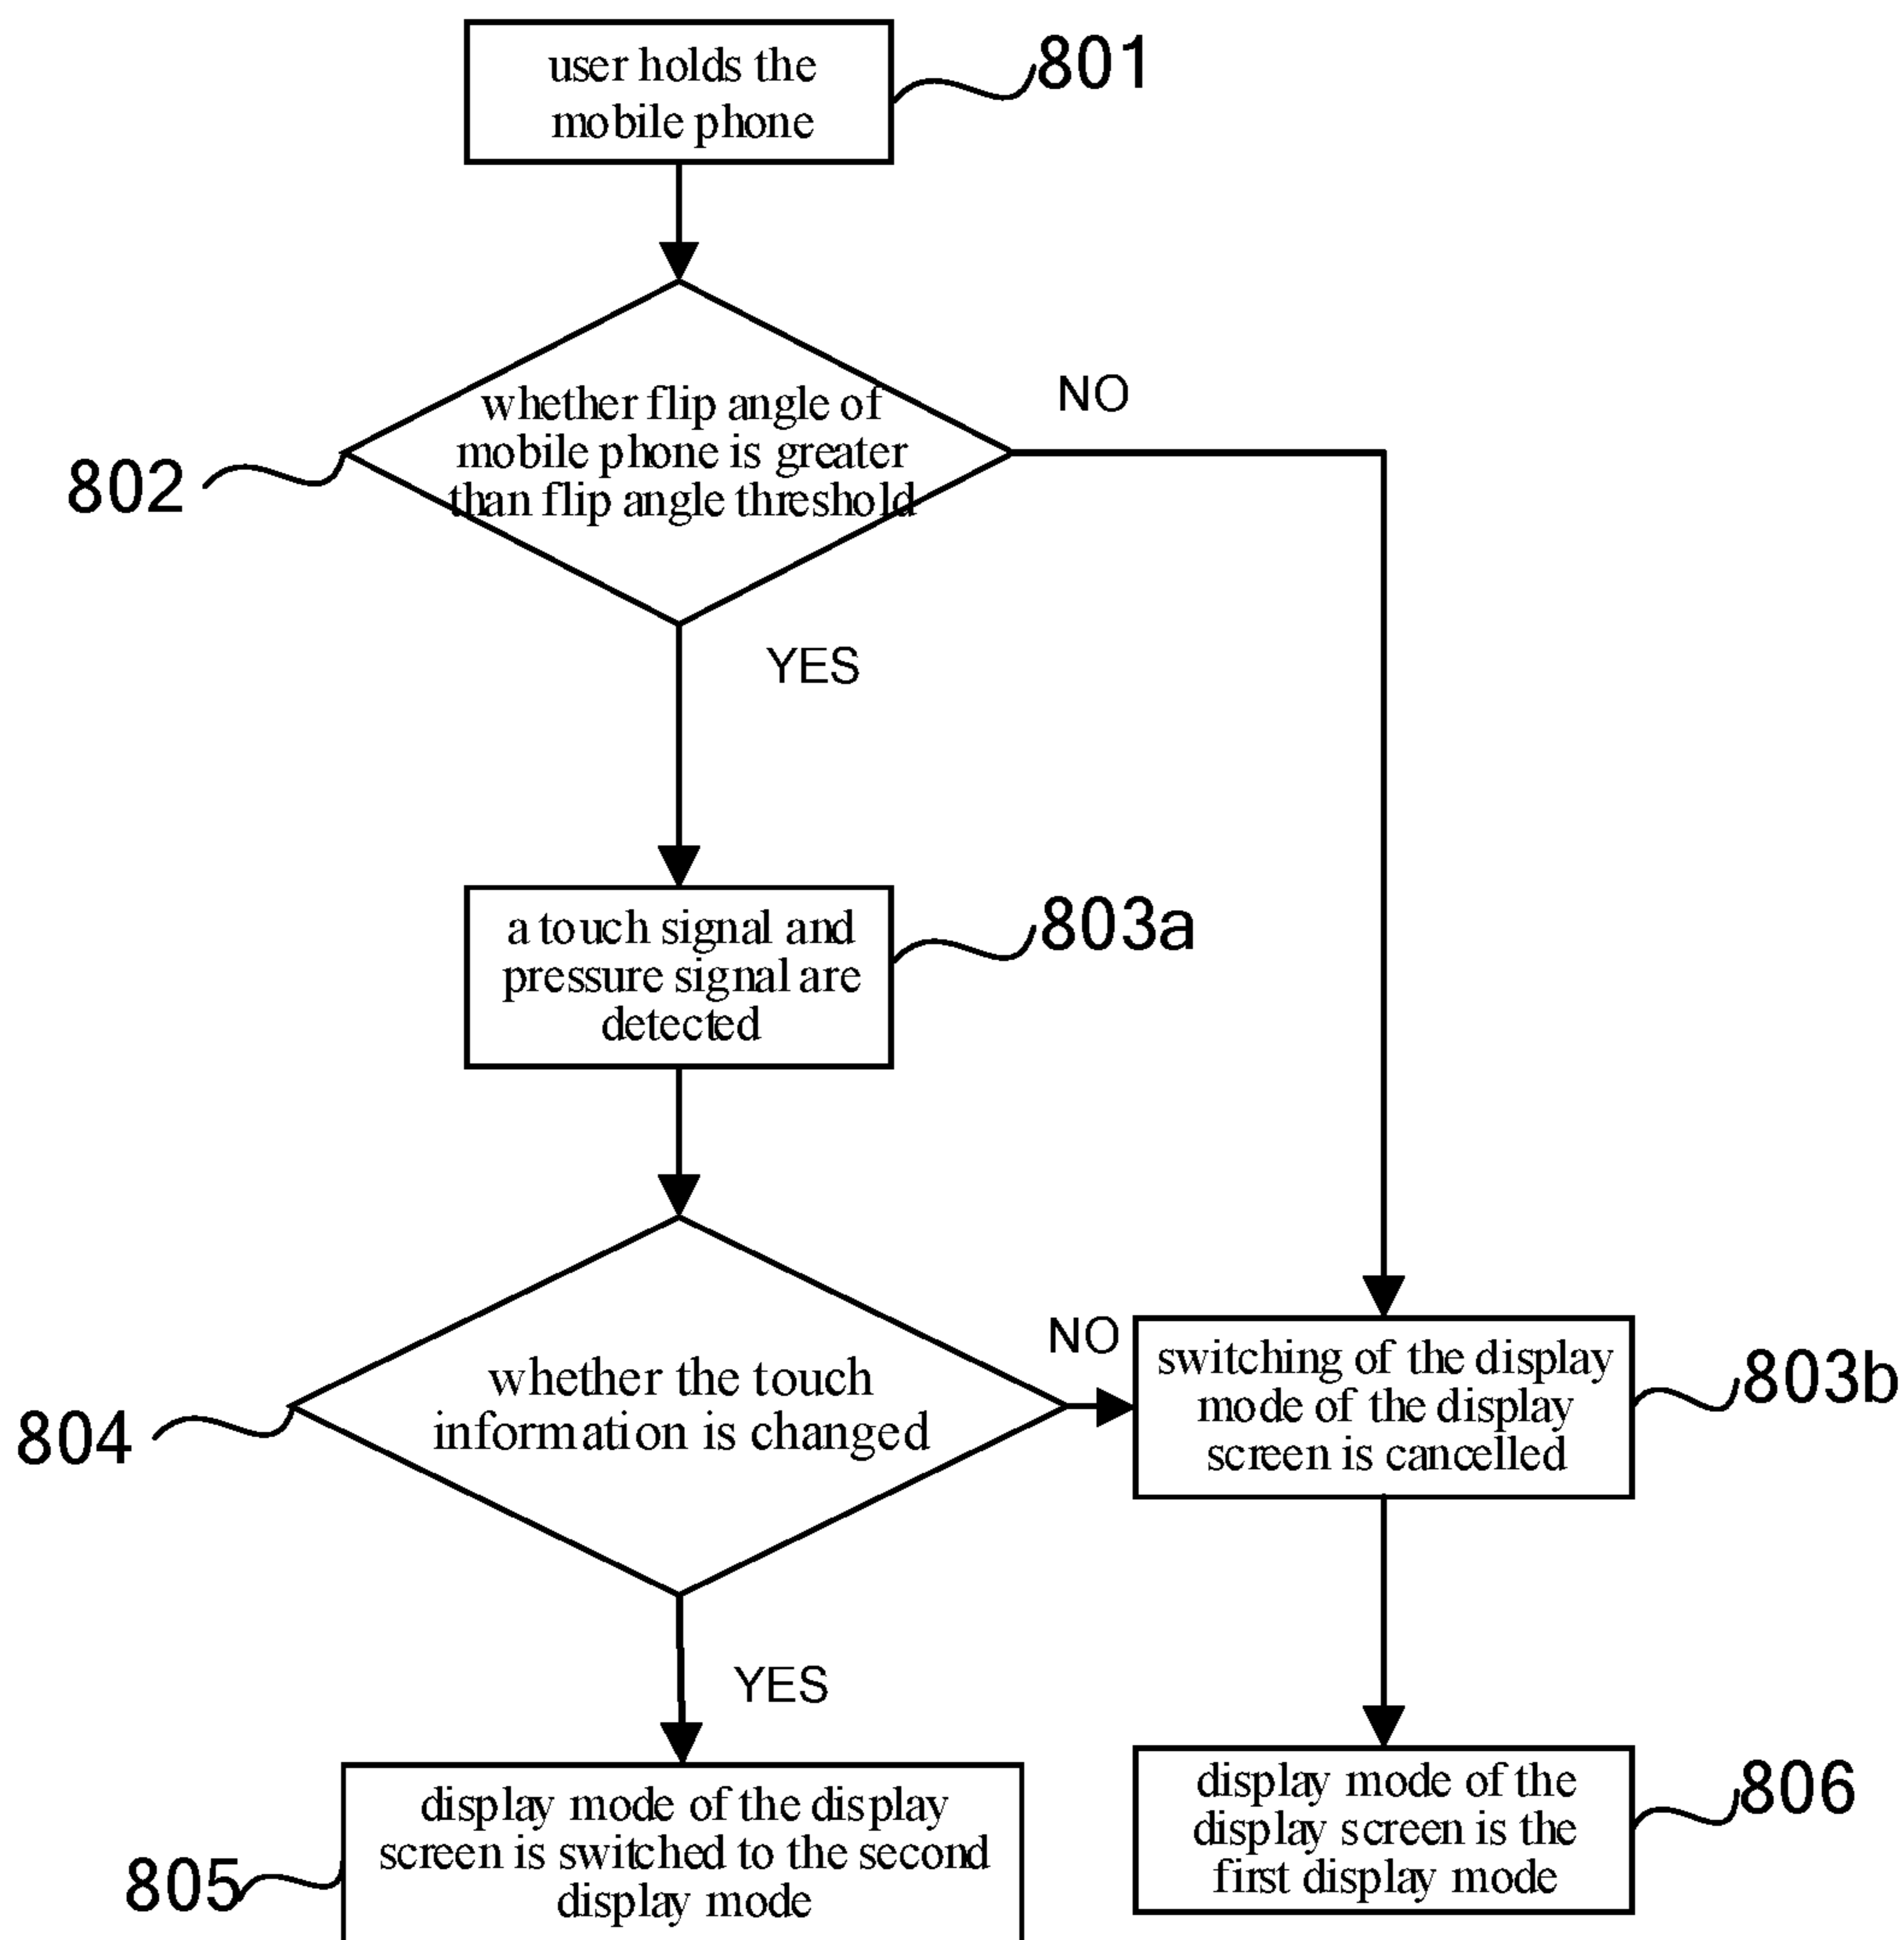 user holds the
mobile phone
801
whether flip angle of
mobile phone is greater
than flip angle threshold
NO
802
YES
a touch signal and
pressure signal are
detected
803a
whether the touch
information is changed
804
NO
switching of the display
mode of the display
screen is cancelled
803b
YES
display mode of the display
screen is switched to the second
display mode
805
display mode of the
display screen is the
first display mode
806